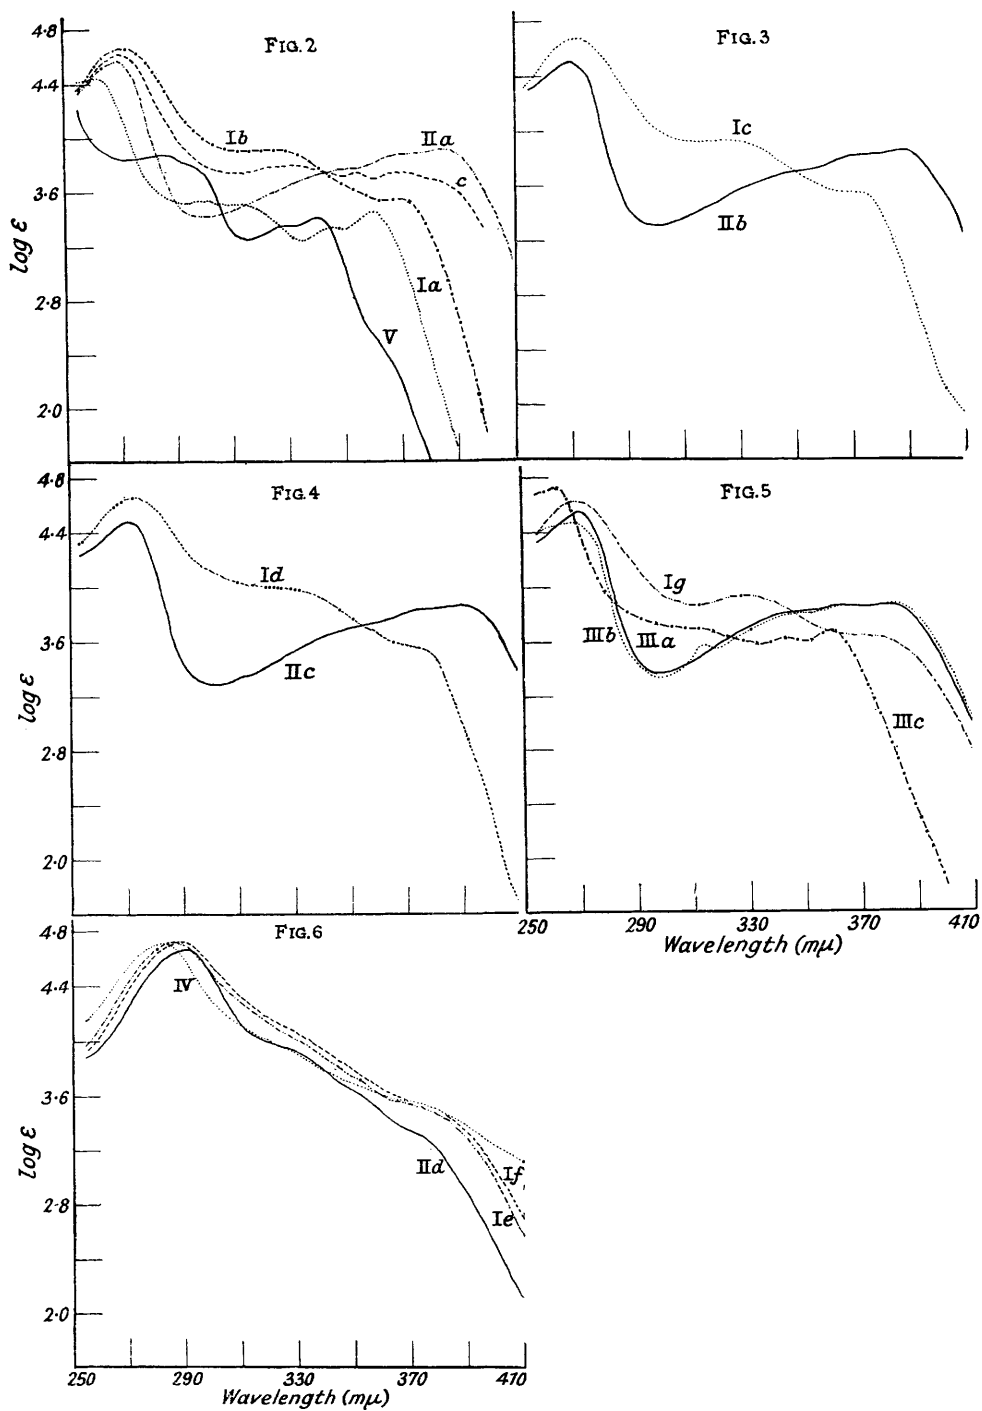 FIG.2
4·8
4·4
3·6
2·8
2·0
log ε
Ib
IIa
c
Ia
V
FIG.3
Ic
IIb
FIG.4
4·8
4·4
3·6
2·8
2·0
log ε
Id
IIc
FIG.5
Ig
IIIb
IIIa
IIIc
250
290
330
370
470
Wavelength (mμ)
FIG.6
4·8
4·4
3·6
2·8
2·0
log ε
IV
IId
If
Ie
250
290
330
370
470
Wavelength (mμ)